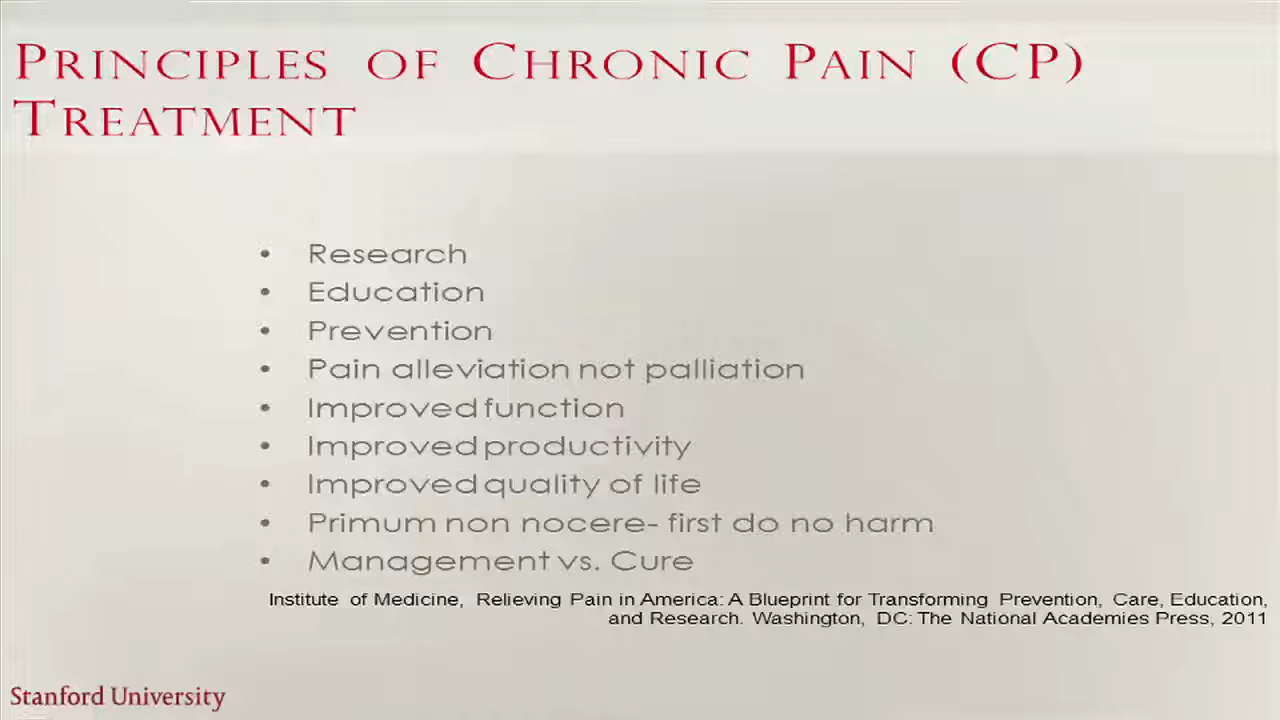 PRINCIPLES OF CHRONIC PAIN (CP)
TREATMENT
• Research
• Education
• Prevention
• Pain alleviation not palliation
• Improved function
• Improved productivity
• Improved quality of life
• Primum non nocere- first do no harm
• Management vs. Cure
Institute of Medicine, Relieving Pain in America: A Blueprint for Transforming Prevention, Care, Education,
and Research. Washington, DC: The National Academies Press, 2011
Stanford University